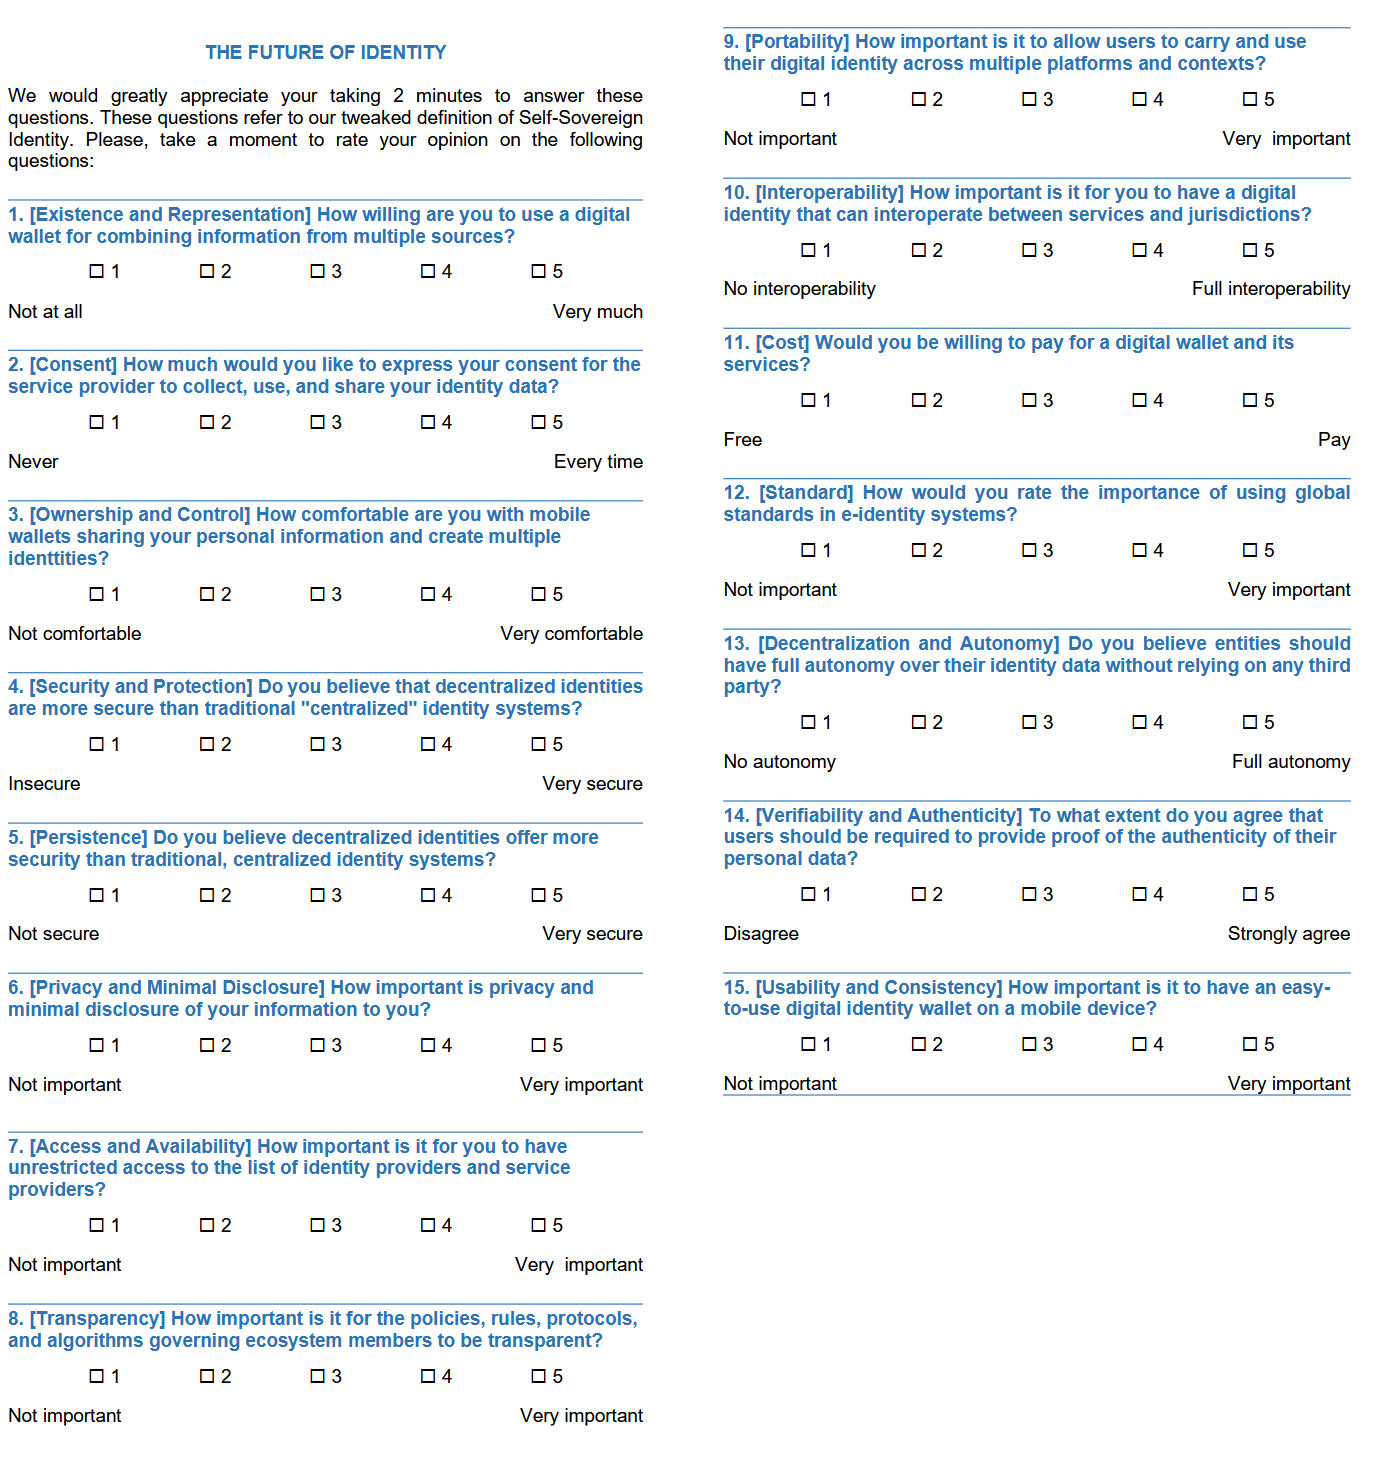 THE FUTURE OF IDENTITY
We would greatly appreciate your taking 2 minutes to answer these
questions. These questions refer to our tweaked definition of Self-Sovereign
Identity. Please, take a moment to rate your opinion on the following
questions:
1. [Existence and Representation] How willing are you to use a digital
wallet for combining information from multiple sources?
☐ 1 ☐ 2 ☐ 3 ☐ 4 ☐ 5
Not at all Very much
2. [Consent] How much would you like to express your consent for the
service provider to collect, use, and share your identity data?
☐ 1 ☐ 2 ☐ 3 ☐ 4 ☐ 5
Never Every time
3. [Ownership and Control] How comfortable are you with mobile
wallets sharing your personal information and create multiple
identtities?
☐ 1 ☐ 2 ☐ 3 ☐ 4 ☐ 5
Not comfortable Very comfortable
4. [Security and Protection] Do you believe that decentralized identities
are more secure than traditional "centralized" identity systems?
☐ 1 ☐ 2 ☐ 3 ☐ 4 ☐ 5
Insecure Very secure
5. [Persistence] Do you believe decentralized identities offer more
security than traditional, centralized identity systems?
☐ 1 ☐ 2 ☐ 3 ☐ 4 ☐ 5
Not secure Very secure
6. [Privacy and Minimal Disclosure] How important is privacy and
minimal disclosure of your information to you?
☐ 1 ☐ 2 ☐ 3 ☐ 4 ☐ 5
Not important Very important
7. [Access and Availability] How important is it for you to have
unrestricted access to the list of identity providers and service
providers?
☐ 1 ☐ 2 ☐ 3 ☐ 4 ☐ 5
Not important Very important
8. [Transparency] How important is it for the policies, rules, protocols,
and algorithms governing ecosystem members to be transparent?
☐ 1 ☐ 2 ☐ 3 ☐ 4 ☐ 5
Not important Very important
9. [Portability] How important is it to allow users to carry and use
their digital identity across multiple platforms and contexts?
☐ 1 ☐ 2 ☐ 3 ☐ 4 ☐ 5
Not important Very important
10. [Interoperability] How important is it for you to have a digital
identity that can interoperate between services and jurisdictions?
☐ 1 ☐ 2 ☐ 3 ☐ 4 ☐ 5
No interoperability Full interoperability
11. [Cost] Would you be willing to pay for a digital wallet and its
services?
☐ 1 ☐ 2 ☐ 3 ☐ 4 ☐ 5
Free Pay
12. [Standard] How would you rate the importance of using global
standards in e-identity systems?
☐ 1 ☐ 2 ☐ 3 ☐ 4 ☐ 5
Not important Very important
13. [Decentralization and Autonomy] Do you believe entities should
have full autonomy over their identity data without relying on any third
party?
☐ 1 ☐ 2 ☐ 3 ☐ 4 ☐ 5
No autonomy Full autonomy
14. [Verifiability and Authenticity] To what extent do you agree that
users should be required to provide proof of the authenticity of their
personal data?
☐ 1 ☐ 2 ☐ 3 ☐ 4 ☐ 5
Disagree Strongly agree
15. [Usability and Consistency] How important is it to have an easy-
to-use digital identity wallet on a mobile device?
☐ 1 ☐ 2 ☐ 3 ☐ 4 ☐ 5
Not important Very important